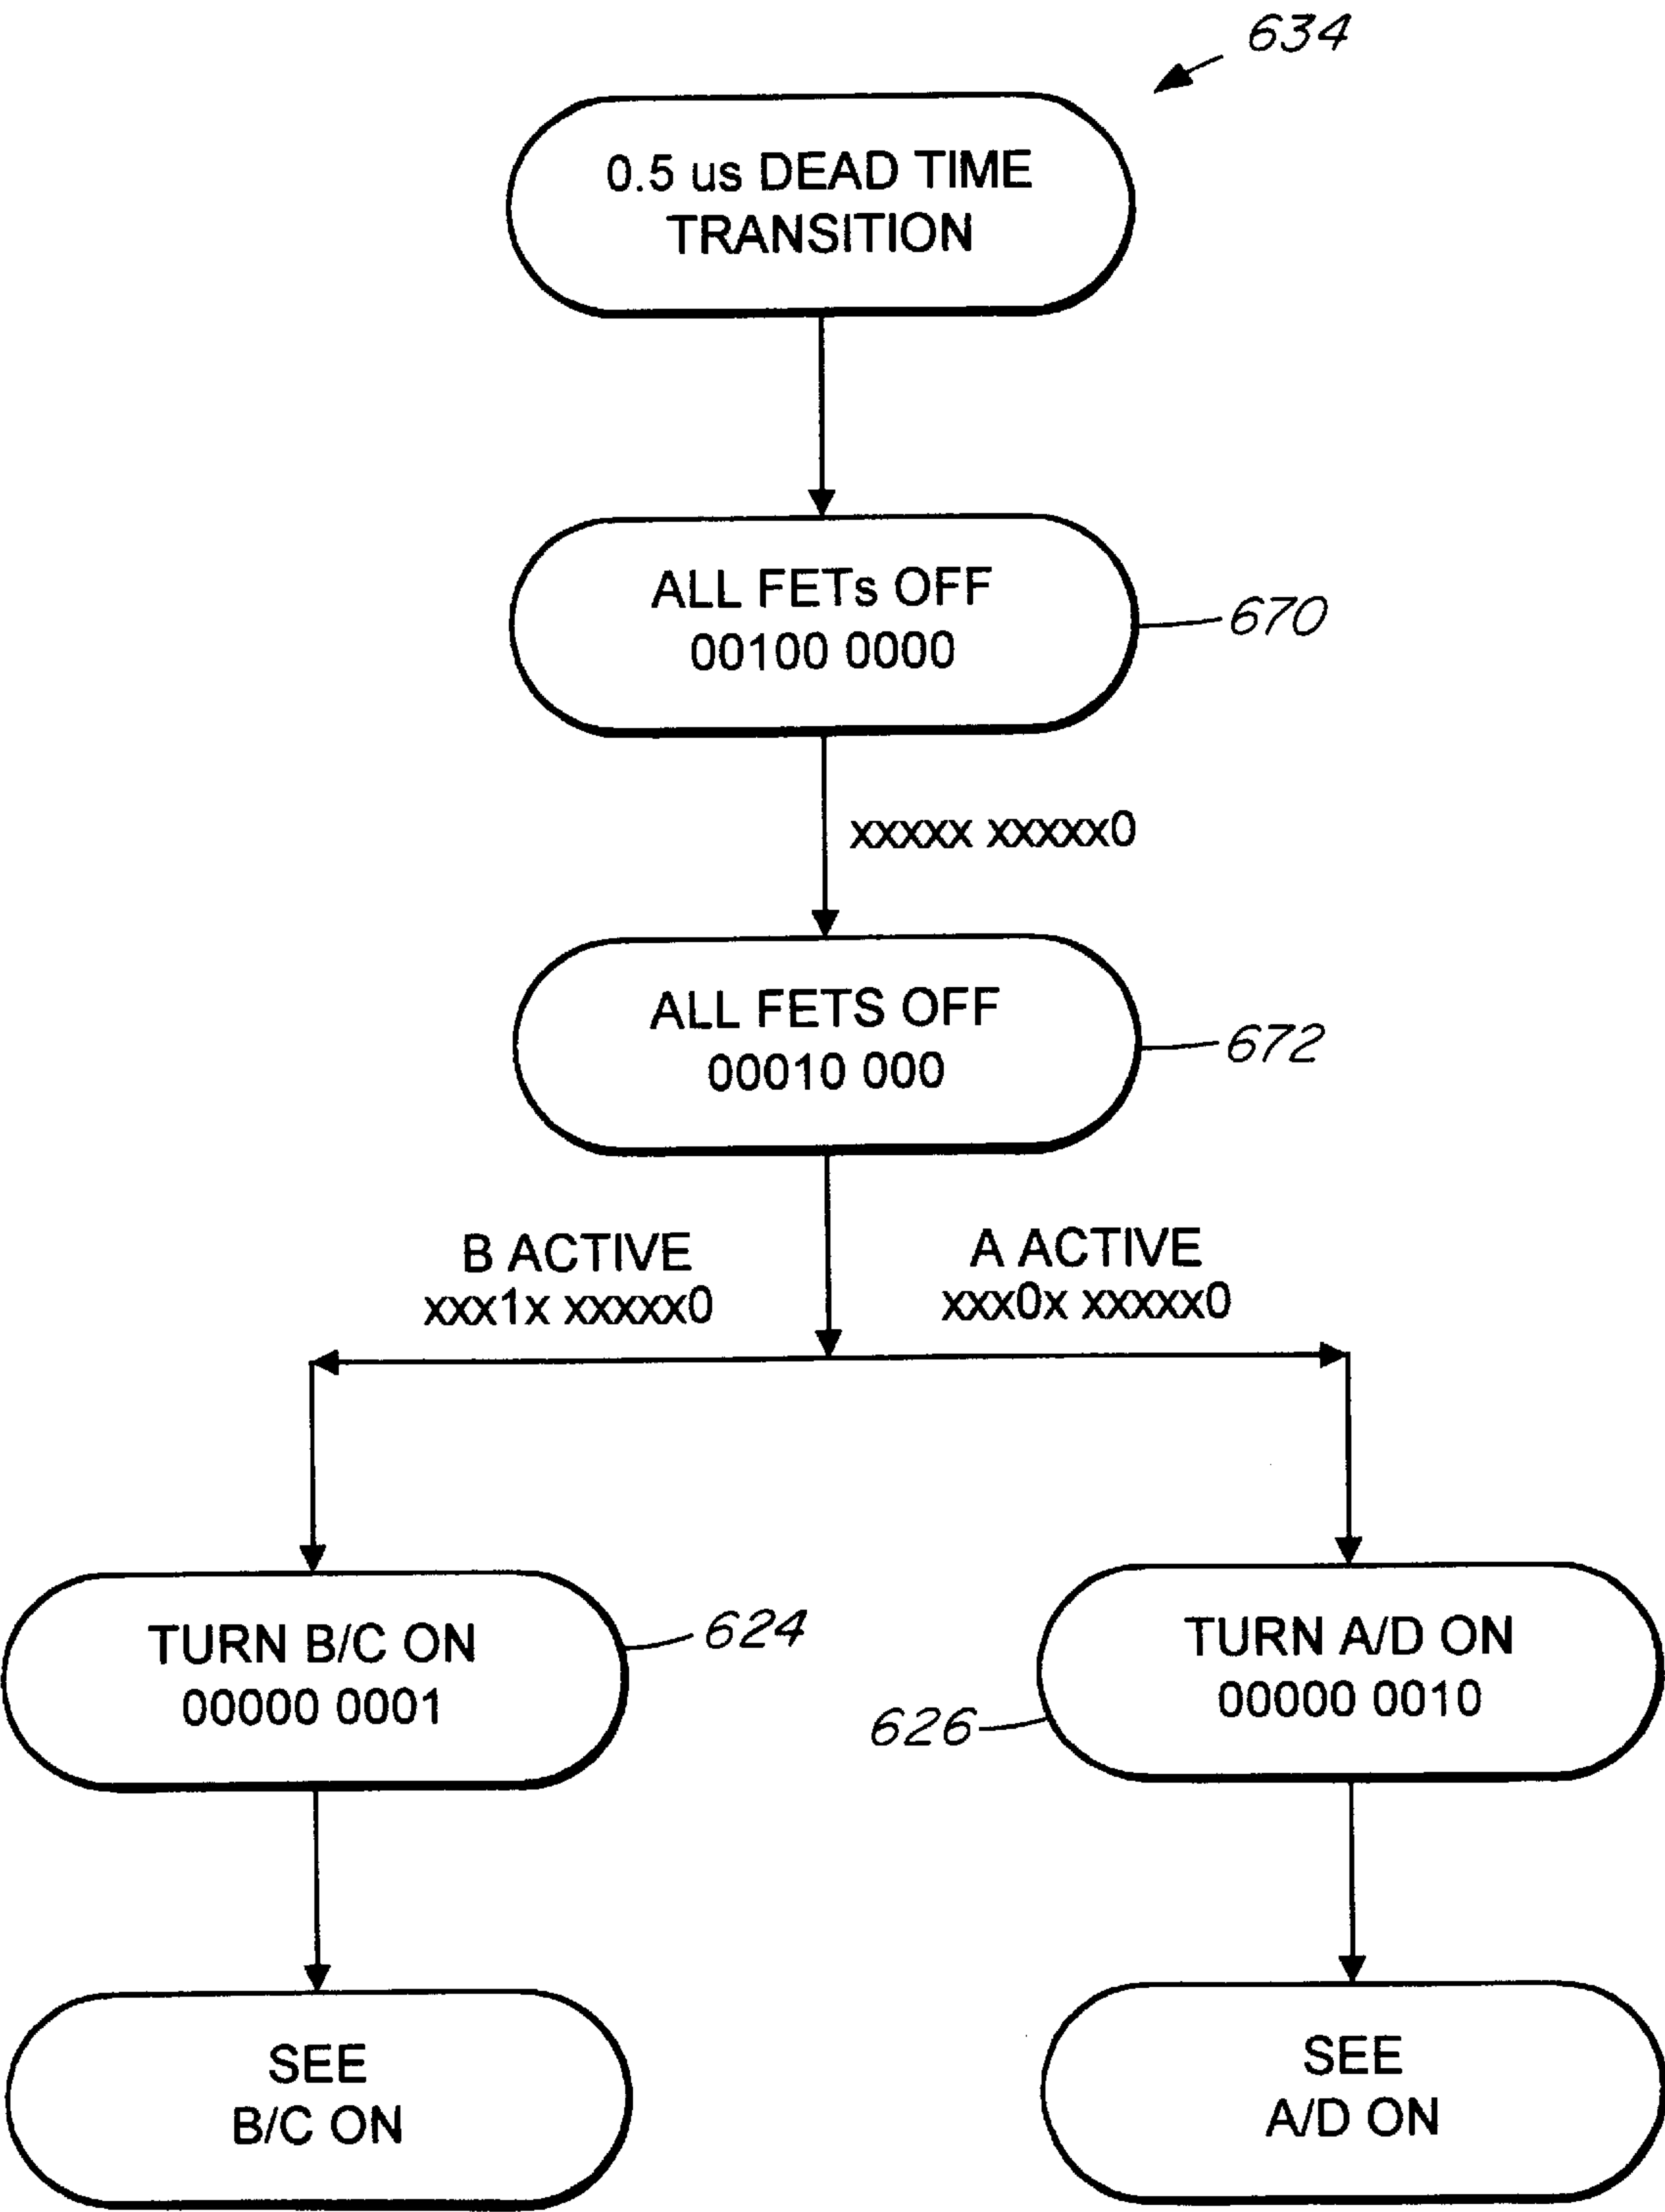 634
0.5 us DEAD TIME
TRANSITION
ALL FETs OFF
00100 0000
670
xxxxx xxxxx0
ALL FETS OFF
00010 000
672
B ACTIVE
xxx1x xxxxx0
A ACTIVE
xxx0x xxxxx0
TURN B/C ON
00000 0001
624
TURN A/D ON
00000 0010
626
SEE
B/C ON
SEE
A/D ON